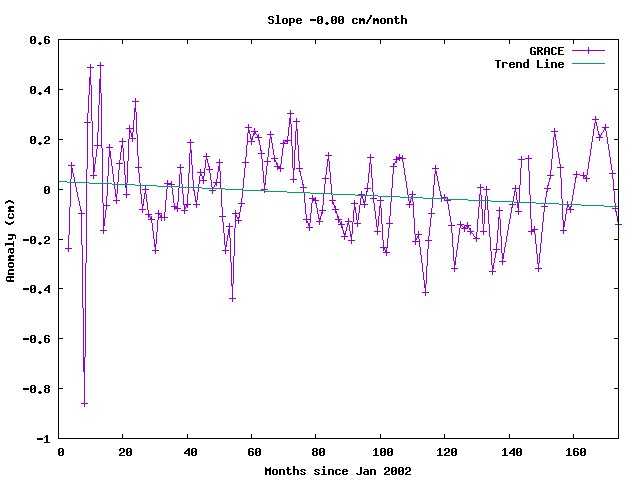 Slope -0.00 cm/month
GRACE
Trend Line
0.6
0.4
0.2
0
-0.2
-0.4
-0.6
-0.8
-1
Anomaly (cm)
0 20 40 60 80 100 120 140 160
Months since Jan 2002